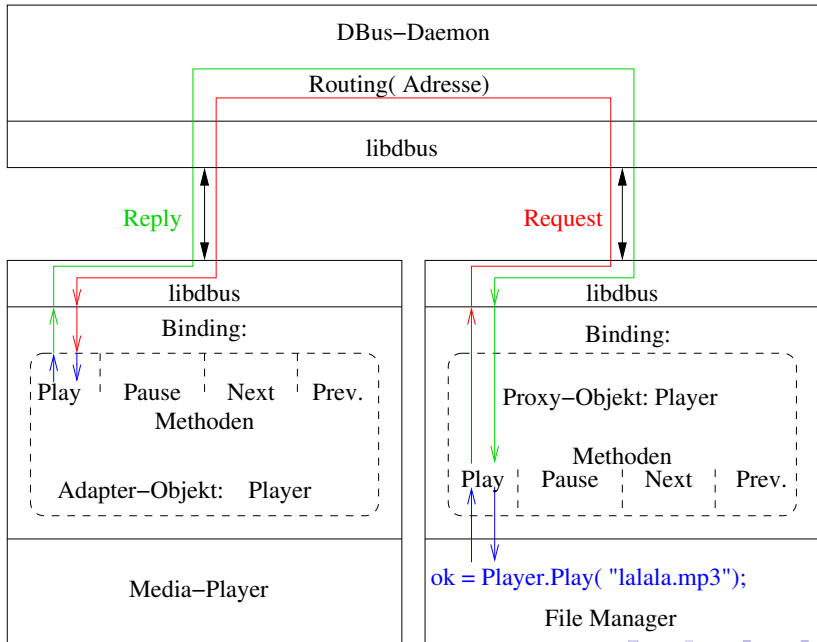 DBus−Daemon
Routing( Adresse)
libdbus
Reply
Request
libdbus
Binding:
Play Pause Next Prev.
Methoden
Adapter−Objekt: Player
Media−Player
libdbus
Binding:
Proxy−Objekt: Player
Methoden
Play Pause Next Prev.
ok = Player.Play( "lalala.mp3");
File Manager